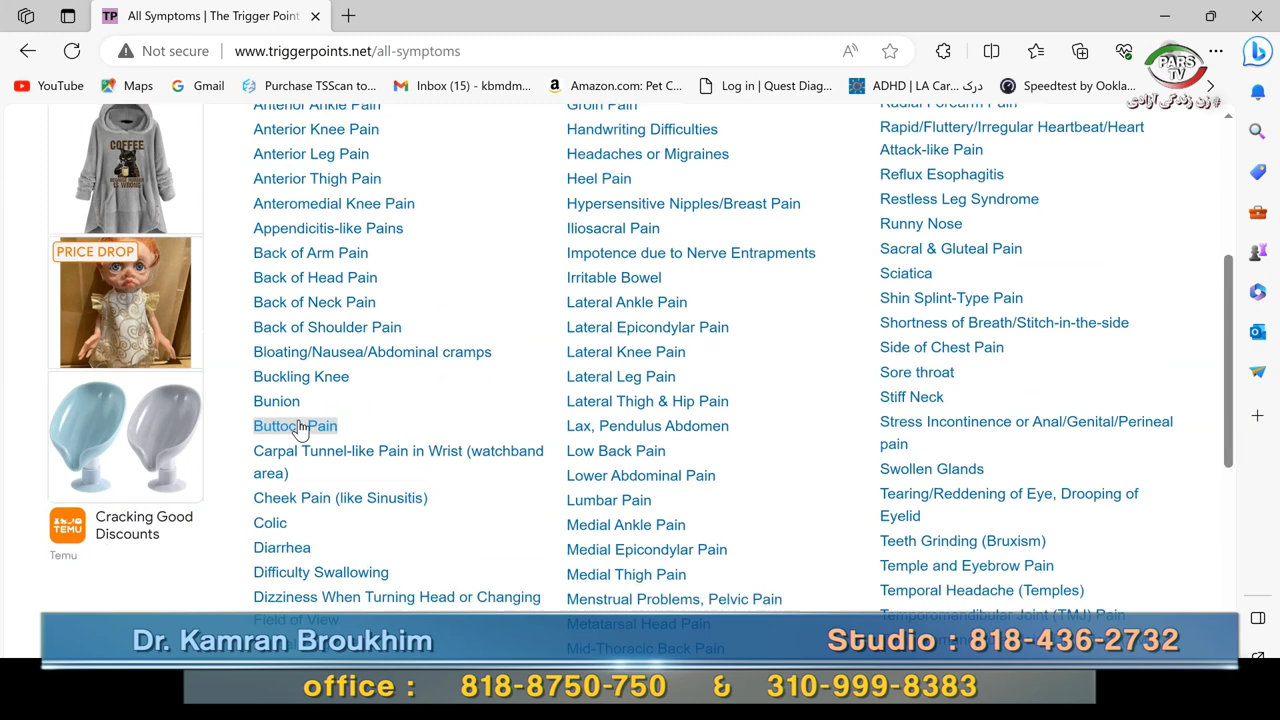 TP All Symptoms | The Trigger Point
Not secure www.triggerpoints.net/all-symptoms
PARS
TV
# زن زندگی آزادی
YouTube Maps Gmail Purchase TSScan to... Inbox (15) - kbmdm... Amazon.com: Pet C... Log in | Quest Diag... ADHD | LA Car... درک Speedtest by Ookla...
Anterior Ankle Pain
Anterior Knee Pain
Anterior Leg Pain
Anterior Thigh Pain
Anteromedial Knee Pain
Appendicitis-like Pains
Back of Arm Pain
Back of Head Pain
Back of Neck Pain
Back of Shoulder Pain
Bloating/Nausea/Abdominal cramps
Buckling Knee
Bunion
Buttock Pain
Carpal Tunnel-like Pain in Wrist (watchband
area)
Cheek Pain (like Sinusitis)
Colic
Diarrhea
Difficulty Swallowing
Dizziness When Turning Head or Changing
Field of View
Groin Pain
Handwriting Difficulties
Headaches or Migraines
Heel Pain
Hypersensitive Nipples/Breast Pain
Iliosacral Pain
Impotence due to Nerve Entrapments
Irritable Bowel
Lateral Ankle Pain
Lateral Epicondylar Pain
Lateral Knee Pain
Lateral Leg Pain
Lateral Thigh & Hip Pain
Lax, Pendulus Abdomen
Low Back Pain
Lower Abdominal Pain
Lumbar Pain
Medial Ankle Pain
Medial Epicondylar Pain
Medial Thigh Pain
Menstrual Problems, Pelvic Pain
Metatarsal Head Pain
Mid-Thoracic Back Pain
Radial Forearm Pain
Rapid/Fluttery/Irregular Heartbeat/Heart
Attack-like Pain
Reflux Esophagitis
Restless Leg Syndrome
Runny Nose
Sacral & Gluteal Pain
Sciatica
Shin Splint-Type Pain
Shortness of Breath/Stitch-in-the-side
Side of Chest Pain
Sore throat
Stiff Neck
Stress Incontinence or Anal/Genital/Perineal
pain
Swollen Glands
Tearing/Reddening of Eye, Drooping of
Eyelid
Teeth Grinding (Bruxism)
Temple and Eyebrow Pain
Temporal Headache (Temples)
Temporomandibular Joint (TMJ) Pain
COFFEE
IS WRONG
PRICE DROP
TEMU
Cracking Good
Discounts
Temu
Dr. Kamran Broukhim Studio : 818-436-2732
office : 818-8750-750 & 310-999-8383